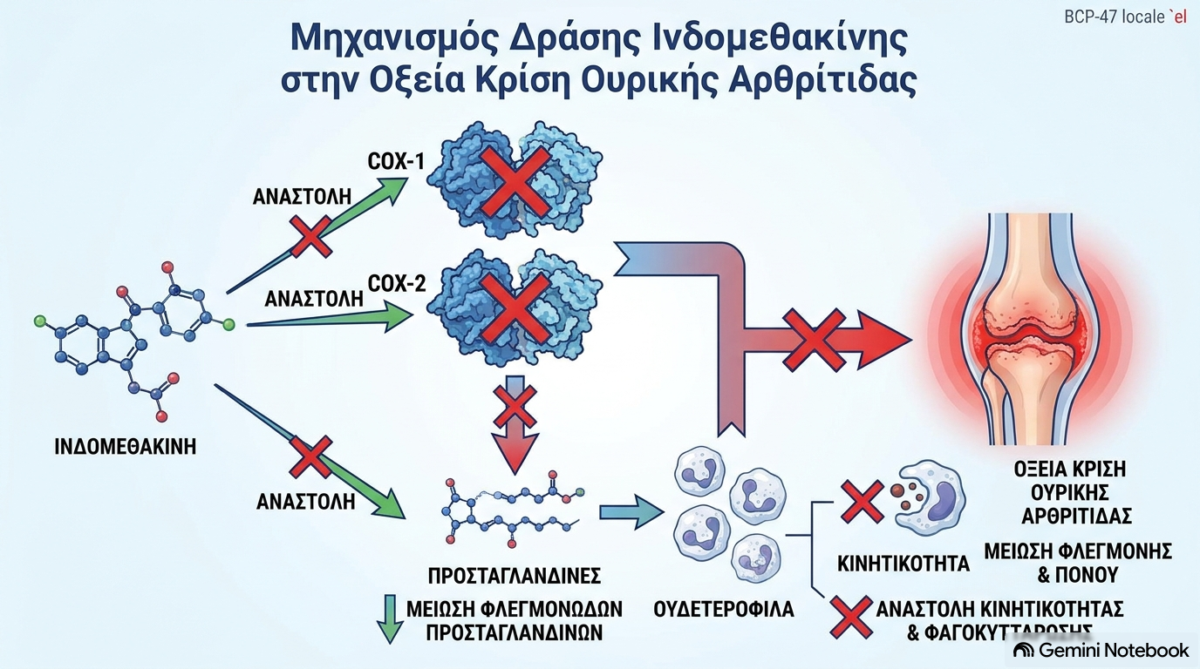 BCP-47 locale `el
Μηχανισμός Δράσης Ινδομεθακίνης
στην Οξεία Κρίση Ουρικής Αρθρίτιδας
COX-1
ΑΝΑΣΤΟΛΗ
COX-2
ΑΝΑΣΤΟΛΗ
ΙΝΔΟΜΕΘΑΚΙΝΗ
ΑΝΑΣΤΟΛΗ
ΠΡΟΣΤΑΓΛΑΝΔΙΝΕΣ
ΜΕΙΩΣΗ ΦΛΕΓΜΟΝΩΔΩΝ
ΠΡΟΣΤΑΓΛΑΝΔΙΝΩΝ
ΟΥΔΕΤΕΡΟΦΙΛΑ
ΚΙΝΗΤΙΚΟΤΗΤΑ
ΑΝΑΣΤΟΛΗ ΚΙΝΗΤΙΚΟΤΗΤΑΣ
& ΦΑΓΟΚΥΤΤΑΡΩΣΗΣ
ΟΞΕΙΑ ΚΡΙΣΗ
ΟΥΡΙΚΗΣ
ΑΡΘΡΙΤΙΔΑΣ
ΜΕΙΩΣΗ ΦΛΕΓΜΟΝΗΣ
& ΠΟΝΟΥ
Gemini Notebook